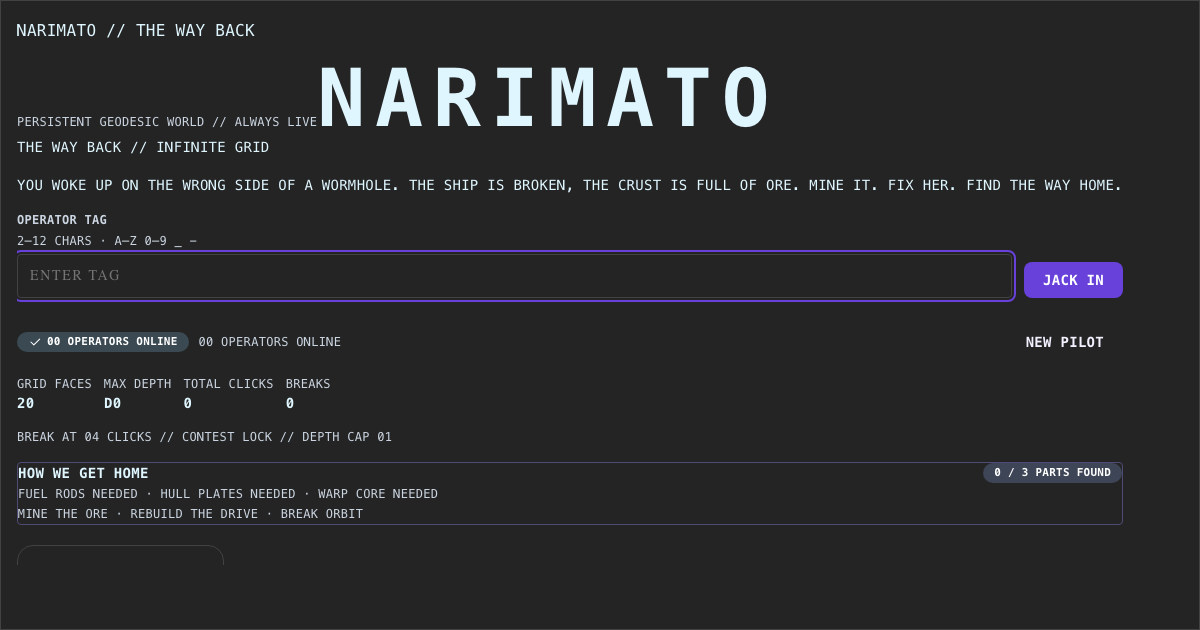 NARIMATO // THE WAY BACK
PERSISTENT GEODESIC WORLD // ALWAYS LIVE NARIMATO
THE WAY BACK // INFINITE GRID
YOU WOKE UP ON THE WRONG SIDE OF A WORMHOLE. THE SHIP IS BROKEN, THE CRUST IS FULL OF ORE. MINE IT. FIX HER. FIND THE WAY HOME.
OPERATOR TAG
2–12 CHARS · A–Z 0–9 _ –
ENTER TAG
JACK IN
00 OPERATORS ONLINE 00 OPERATORS ONLINE NEW PILOT
GRID FACES MAX DEPTH TOTAL CLICKS BREAKS
20 D0 0 0
BREAK AT 04 CLICKS // CONTEST LOCK // DEPTH CAP 01
HOW WE GET HOME 0 / 3 PARTS FOUND
FUEL RODS NEEDED · HULL PLATES NEEDED · WARP CORE NEEDED
MINE THE ORE · REBUILD THE DRIVE · BREAK ORBIT